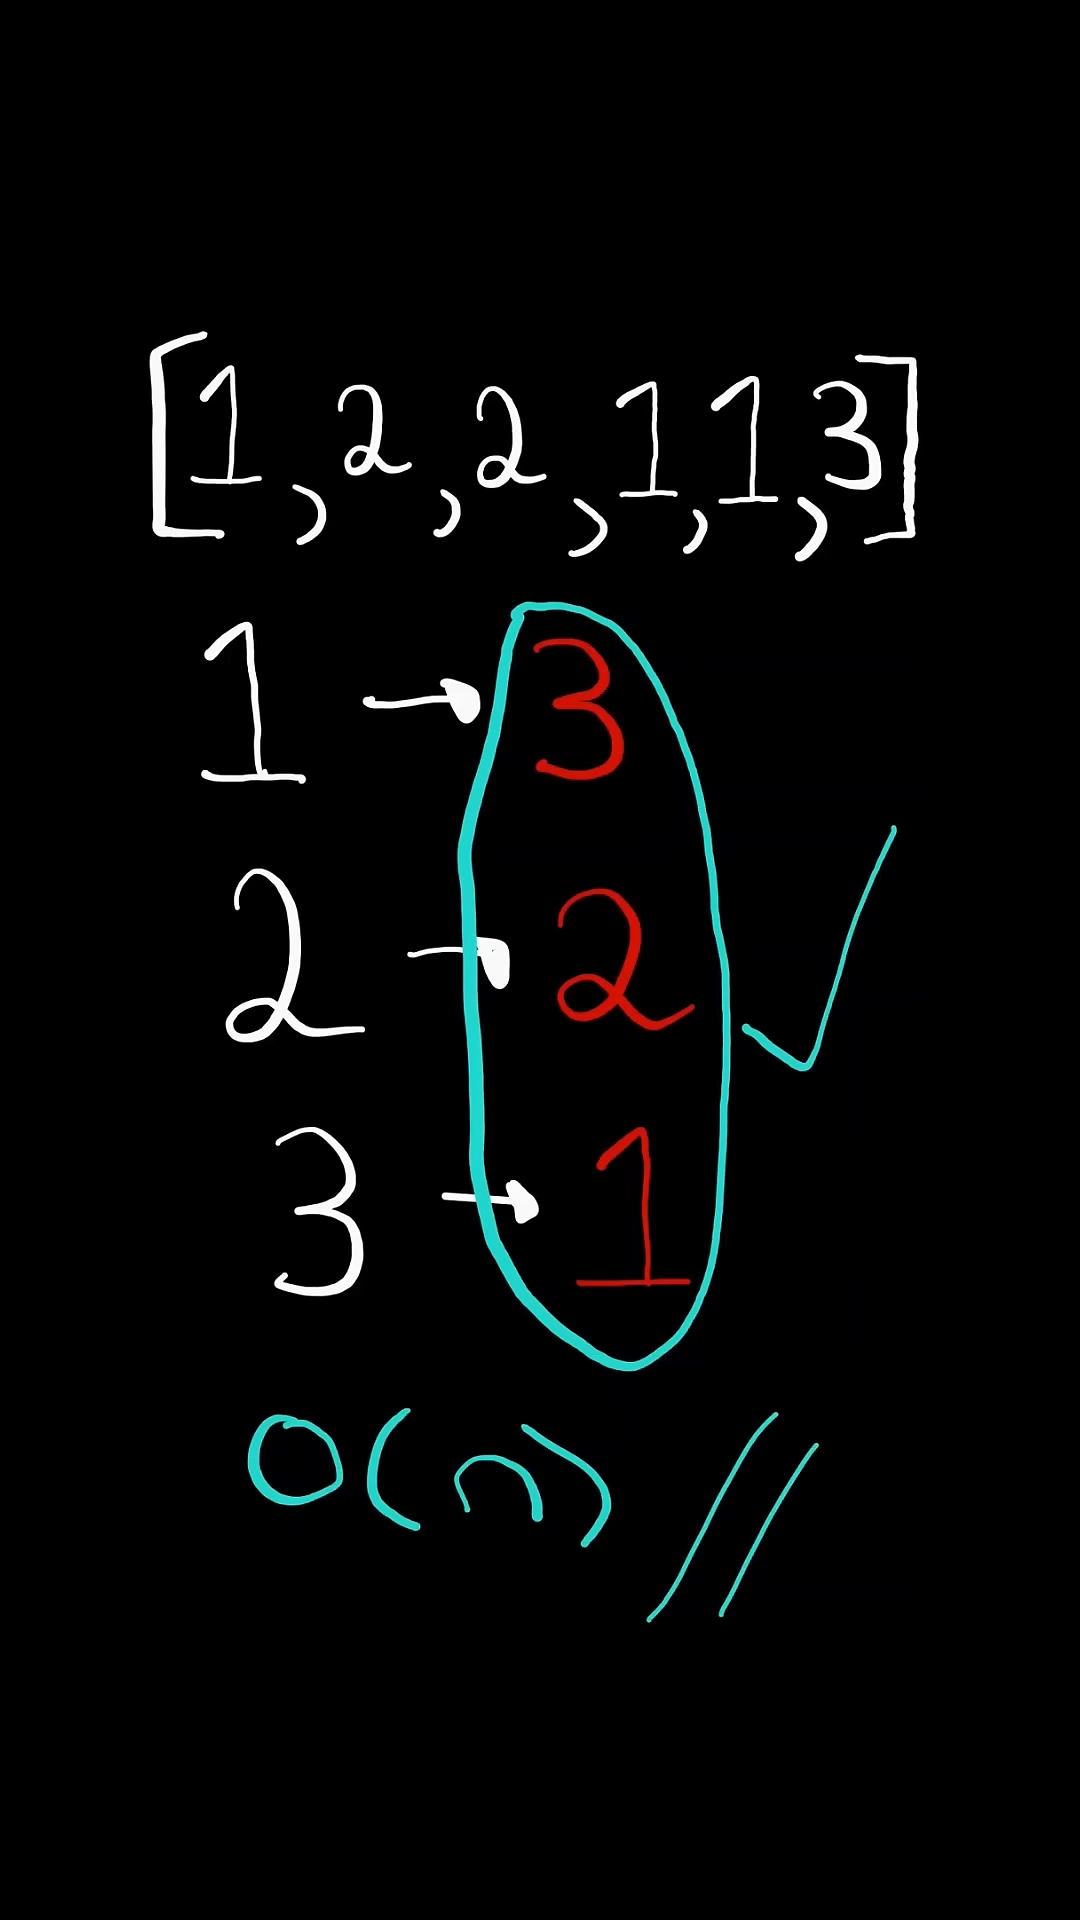 [1, 2, 2, 1, 1, 3]
1 → 3
2 → 2
3 → 1
O(n) //